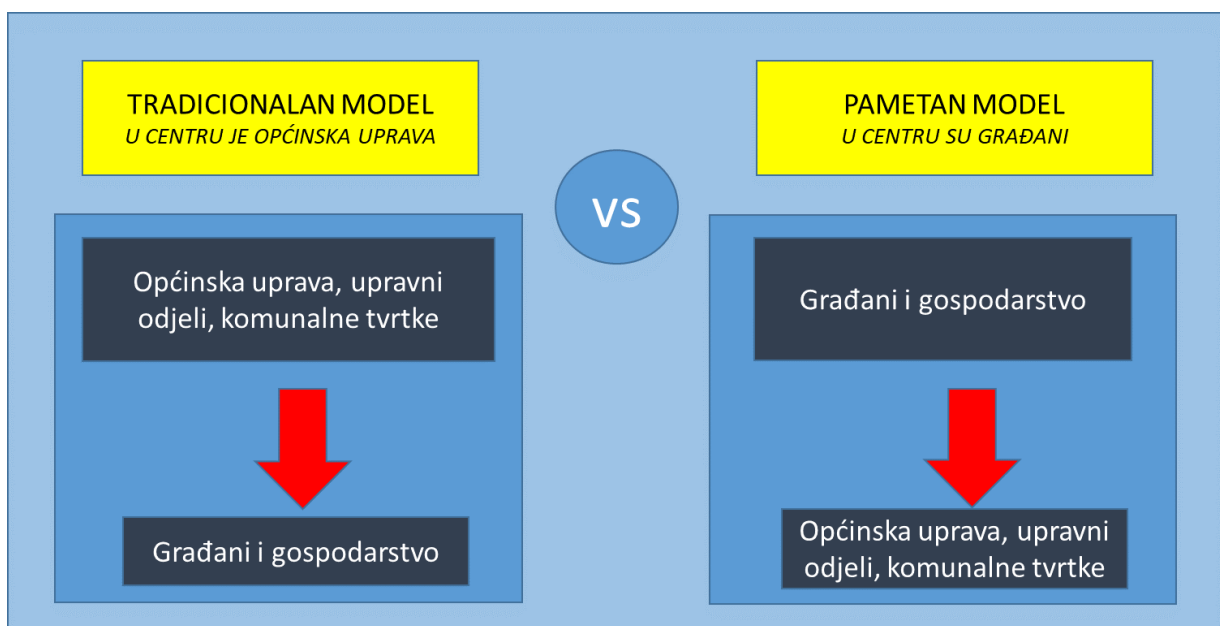 TRADICIONALAN MODEL
U CENTRU JE OPĆINSKA UPRAVA
Općinska uprava, upravni
odjeli, komunalne tvrtke
Građani i gospodarstvo
vs
PAMETAN MODEL
U CENTRU SU GRAĐANI
Građani i gospodarstvo
Općinska uprava, upravni
odjeli, komunalne tvrtke